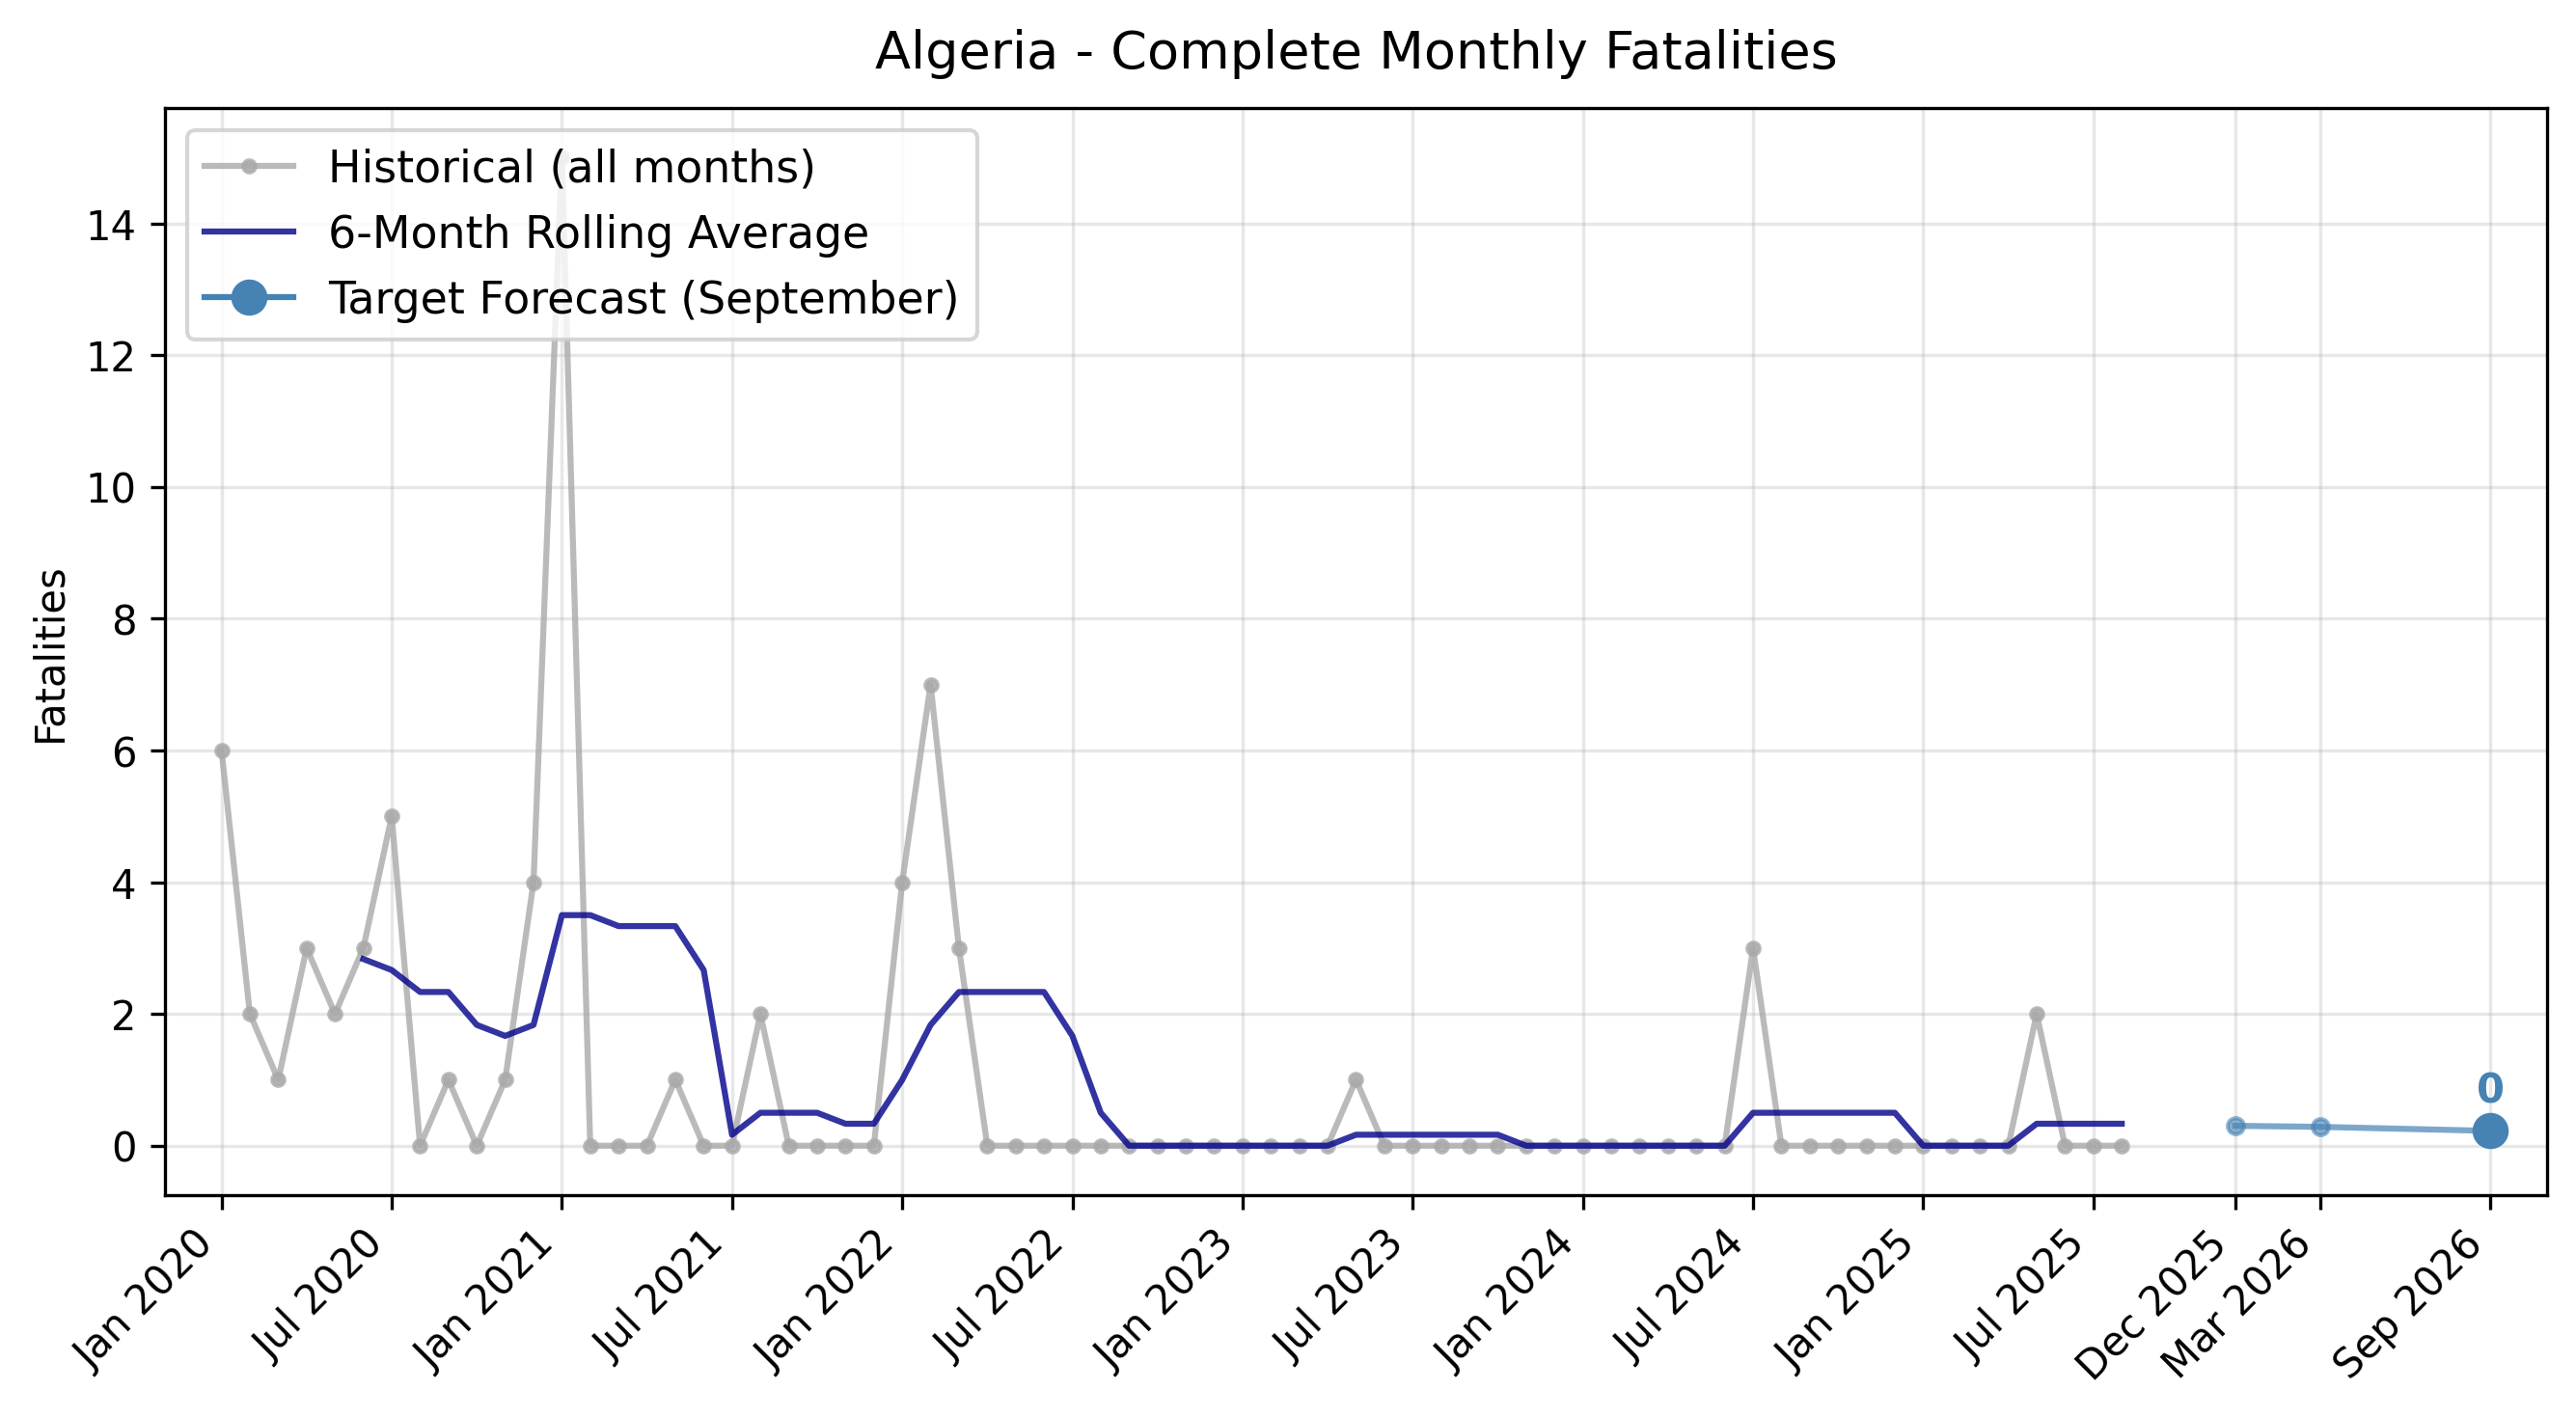 Algeria - Complete Monthly Fatalities
Historical (all months)
6-Month Rolling Average
Target Forecast (September)
Fatalities
14
12
10
8
6
4
2
0
0
Jan 2020
Jul 2020
Jan 2021
Jul 2021
Jan 2022
Jul 2022
Jan 2023
Jul 2023
Jan 2024
Jul 2024
Jan 2025
Jul 2025
Dec 2025
Mar 2026
Sep 2026